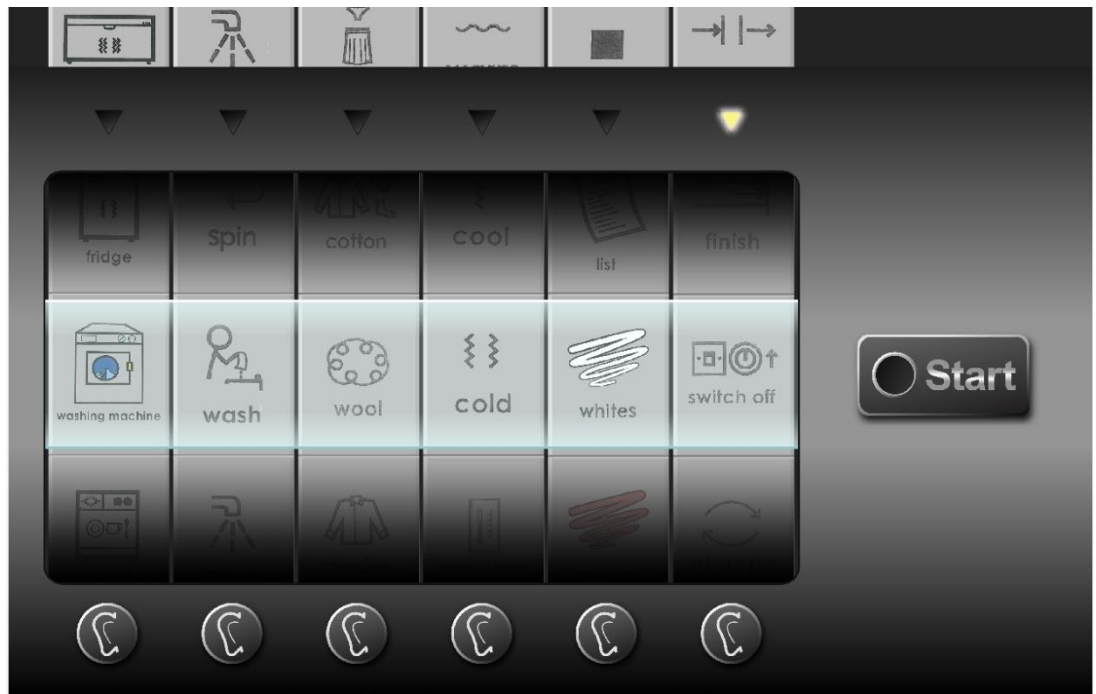 fridge
spin
cotton
cool
list
finish
washing machine
wash
wool
cold
whites
switch off
Start